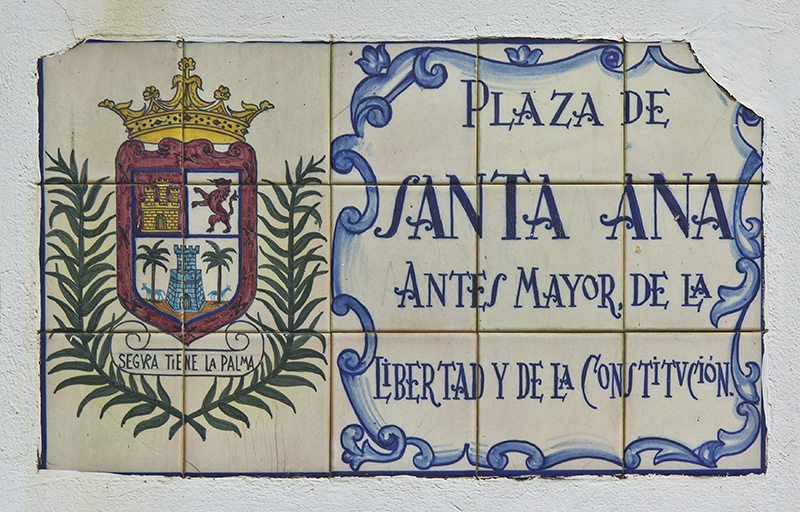 SEGVRA TIENE LA PALMA
PLAZA DE
SANTA ANA
ANTES MAYOR, DE LA
LIBERTAD Y DE LA CONSTITVCIÓN.